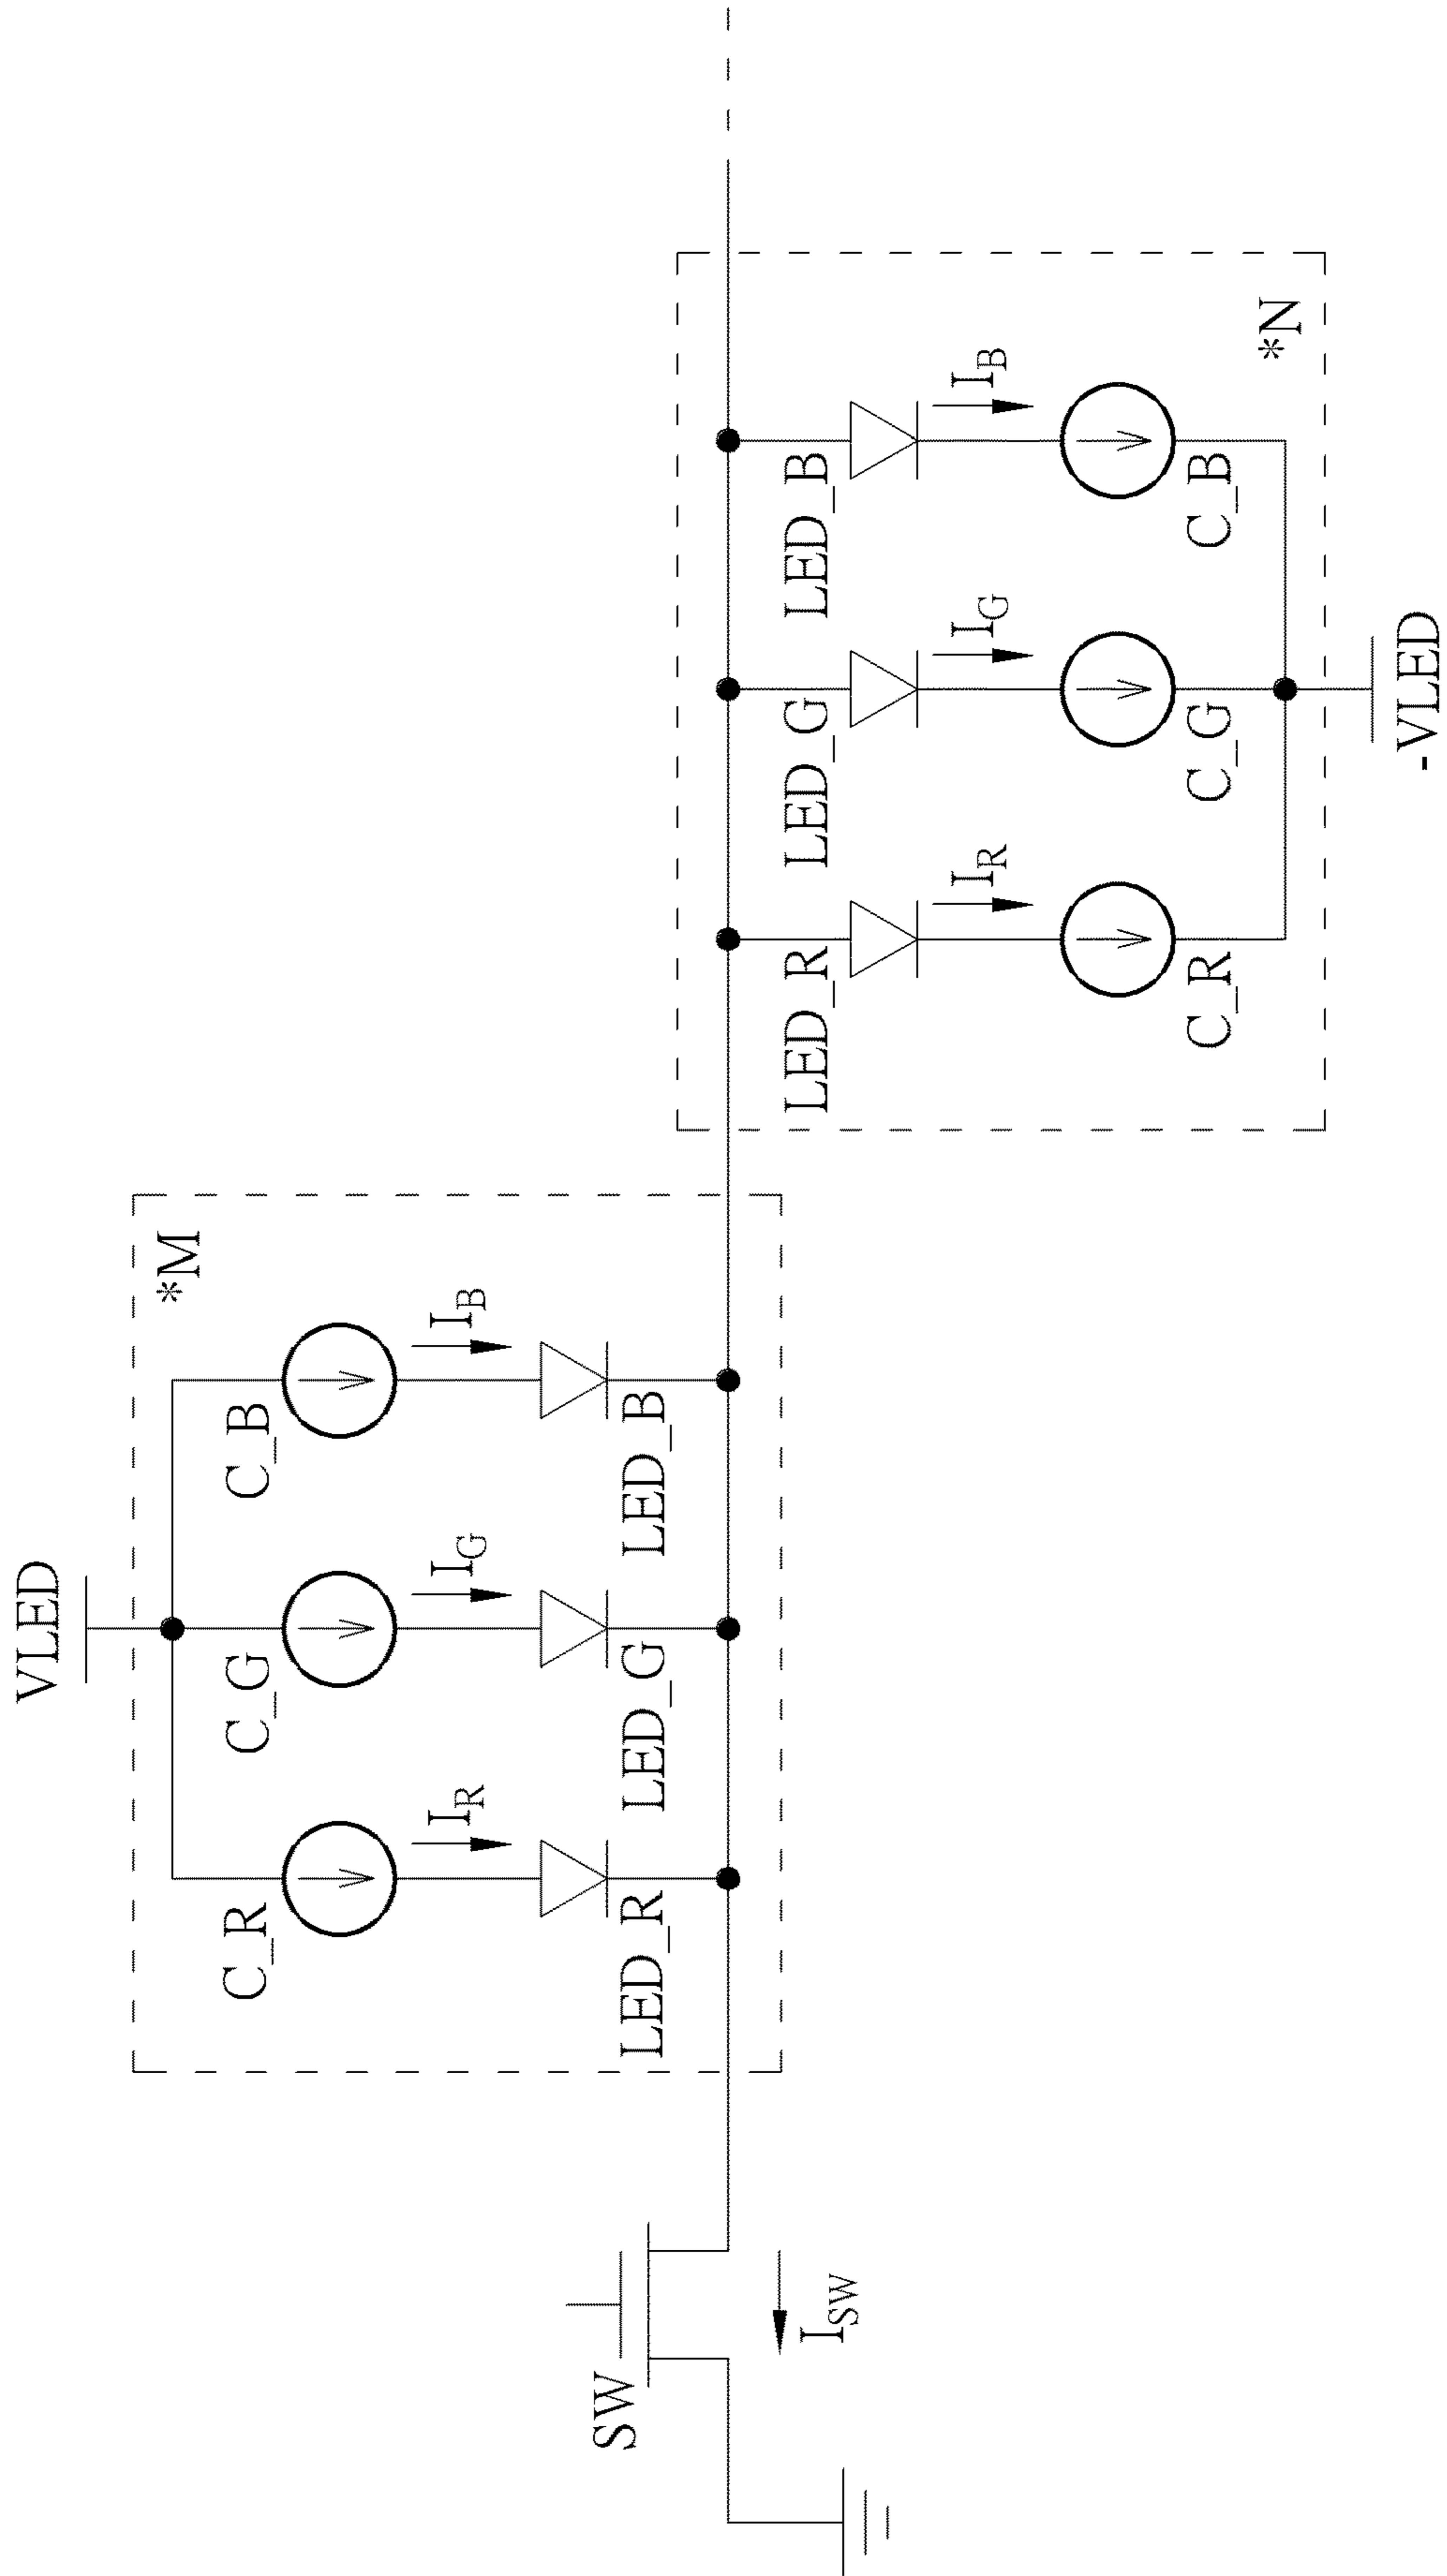 VLED
*M
C_R C_G C_B
I_R I_G I_B
SW
LED_R LED_G LED_B
LED_R LED_G LED_B
I_SW
I_R I_G I_B
C_R C_G C_B
*N
-VLED